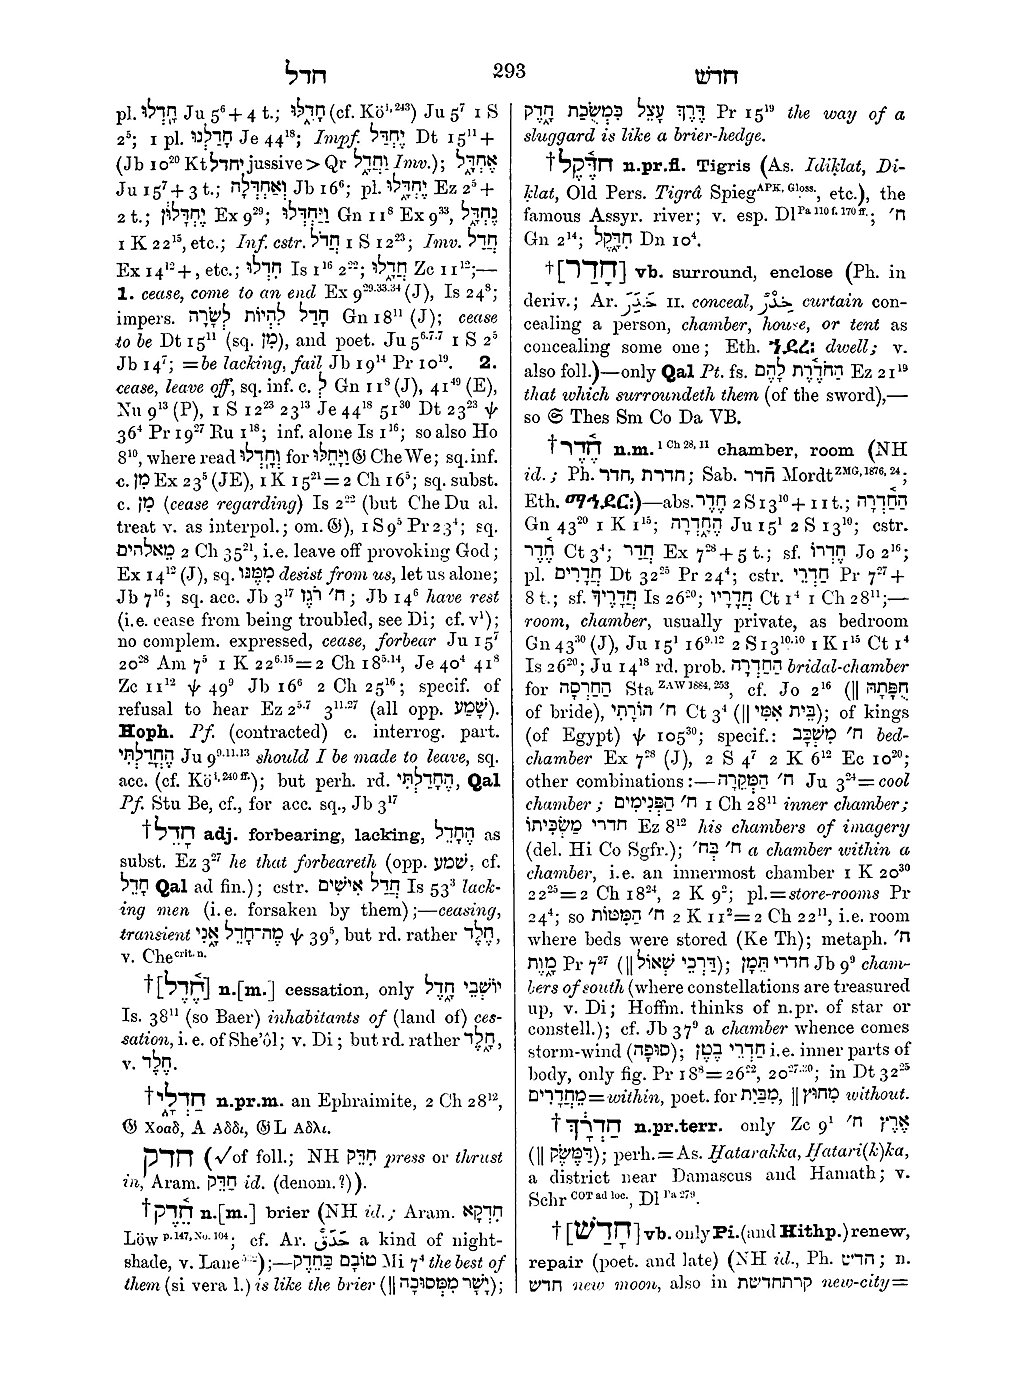 חדל
293
חדש
pl. חָדֵ֫לּוּ Ju 5⁶ + 4 t.; חָדֵ֑לּוּ (cf. Kö¹·²⁴³) Ju 5⁷ 1 S
2⁵; 1 pl. חָדַלְנוּ Je 44¹⁸; Impf. יֶחְדַּל Dt 15¹¹ +
(Jb 10²⁰ Kt יחדל jussive > Qr וַחֲדָל Imv.); אֶחְדָּ֑ל
Ju 15⁷ + 3 t.; וְאַחְדְּלָה Jb 16⁶; pl. יֶחְדָּ֑לוּ Ez 2⁵ +
2 t.; יֶחְדָּלוּן Ex 9²⁹; וַיַּחְדְּלוּ Gn 11⁸ Ex 9³³, נֶחְדָּ֑ל
1 K 22¹⁵, etc.; Inf. cstr. חֲדֹל 1 S 12²³; Imv. חֲדַל
Ex 14¹²+, etc.; חִדְלוּ Is 1¹⁶ 2²²; חֲדָ֑לוּ Zc 11¹²;—
1. cease, come to an end Ex 9²⁹·³³·³⁴ (J), Is 24⁸;
impers. חָדַל לִהְיוֹת לְשָׂרָה Gn 18¹¹ (J); cease
to be Dt 15¹¹ (sq. מִן), and poet. Ju 5⁶·⁷·⁷ 1 S 2⁵
Jb 14⁷; = be lacking, fail Jb 19¹⁴ Pr 10¹⁹. 2.
cease, leave off, sq. inf. c. לְ Gn 11⁸ (J), 41⁴⁹ (E),
Nu 9¹³ (P), 1 S 12²³ 23¹³ Je 44¹⁸ 51³⁰ Dt 23²³ ψ
36⁴ Pr 19²⁷ Ru 1¹⁸; inf. alone Is 1¹⁶; so also Ho
8¹⁰, where read וְחָדְלוּ for וַיָּחֵלּוּ 𝔊 Che We; sq. inf.
c. מִן Ex 23⁵ (JE), 1 K 15²¹ = 2 Ch 16⁵; sq. subst.
c. מִן (cease regarding) Is 2²² (but Che Du al.
treat v. as interpol.; om. 𝔊), 1 S 9⁵ Pr 23⁴; sq.
מֵאלהים 2 Ch 35²¹, i.e. leave off provoking God;
Ex 14¹² (J), sq. מִמֶּנּוּ desist from us, let us alone;
Jb 7¹⁶; sq. acc. Jb 3¹⁷ ח׳ רֹגֶז; Jb 14⁶ have rest
(i.e. cease from being troubled, see Di; cf. v¹);
no complem. expressed, cease, forbear Ju 15⁷
20²⁸ Am 7⁵ 1 K 22⁶·¹⁵ = 2 Ch 18⁵·¹⁴, Je 40⁴ 41⁸
Zc 11¹² ψ 49⁹ Jb 16⁶ 2 Ch 25¹⁶; specif. of
refusal to hear Ez 2⁵·⁷ 3¹¹·²⁷ (all opp. שָׁמַע).
Hoph. Pf. (contracted) c. interrog. part.
הֶחֳדַלְתִּי Ju 9⁹·¹¹·¹³ should I be made to leave, sq.
acc. (cf. Kö¹·²⁴⁰ ff.); but perh. rd. הֶחָדַלְתִּי, Qal
Pf. Stu Be, cf., for acc. sq., Jb 3¹⁷
†חָדֵל adj. forbearing, lacking, הֶחָדֵל as
subst. Ez 3²⁷ he that forbeareth (opp. שׁמע, cf.
חָדֵל Qal ad fin.); cstr. חֲדַל אִישִׁים Is 53³ lack-
ing men (i.e. forsaken by them);—ceasing,
transient מֶה־חָדֵל אָ֑נִי ψ 39⁵, but rd. rather חֶלֶד,
v. Che crit. n.
†[חֶ֫דֶל] n.[m.] cessation, only יוֹשְׁבֵי חָ֑דֶל
Is. 38¹¹ (so Baer) inhabitants of (land of) ces-
sation, i.e. of She'ôl; v. Di; but rd. rather חָ֑לֶד,
v. חֶלֶד.
†חַדְלָ֑י n.pr.m. an Ephraimite, 2 Ch 28¹²,
𝔊 Χοαδ, A Αδδι, 𝔊L Αδλι.
חדק (√ of foll.; NH חִדֵּק press or thrust
in, Aram. חַדֵּק id. (denom.?)).
†חֵ֫דֶק n.[m.] brier (NH id.; Aram. חִדְקָא
Löw p. 147, No. 104; cf. Ar. حَدَق a kind of night-
shade, v. Lane);—טוֹבָם כְּחֵדֶק Mi 7⁴ the best of
them (si vera l.) is like the brier (‖ יָשָׁר מִמְּסוּכָה);
דֶּרֶךְ עָצֵל כִּמְשֻׂכַת חָ֑דֶק Pr 15¹⁹ the way of a
sluggard is like a brier-hedge.
†חִדֶּ֫קֶל n.pr.fl. Tigris (As. Idiḳlat, Di-
ḳlat, Old Pers. Tigrâ Spieg APK, Gloss., etc.), the
famous Assyr. river; v. esp. Dl Pa 110 f. 170 ff.; ח׳
Gn 2¹⁴; חִדָּ֑קֶל Dn 10⁴.
†[חָדַר] vb. surround, enclose (Ph. in
deriv.; Ar. خَدَرَ II. conceal, خِدْرٌ curtain con-
cealing a person, chamber, house, or tent as
concealing some one; Eth. ኀደረ፡ dwell; v.
also foll.)—only Qal Pt. fs. הַחֹדֶרֶת לָהֶם Ez 21¹⁹
that which surroundeth them (of the sword),—
so 𝔖 Thes Sm Co Da VB.
†חֶ֫דֶר n.m. 1 Ch 28, 11 chamber, room (NH
id.; Ph. חדר, חדרת; Sab. חדר Mordt ZMG, 1876, 24;
Eth. ማኅደር፡)—abs. חֶדֶר 2 S 13¹⁰ + 11 t.; הַחַ֫דְרָה
Gn 43³⁰ 1 K 1¹⁵; הֶחָ֑דְרָה Ju 15¹ 2 S 13¹⁰; cstr.
חֶ֫דֶר Ct 3⁴; חֲדַר Ex 7²⁸ + 5 t.; sf. חֶדְרוֹ Jo 2¹⁶;
pl. חֲדָרִים Dt 32²⁵ Pr 24⁴; cstr. חַדְרֵי Pr 7²⁷ +
8 t.; sf. חֲדָרֶיךָ Is 26²⁰; חֲדָרָיו Ct 1⁴ 1 Ch 28¹¹;—
room, chamber, usually private, as bedroom
Gn 43³⁰ (J), Ju 15¹ 16⁹·¹² 2 S 13¹⁰·¹⁰ 1 K 1¹⁵ Ct 1⁴
Is 26²⁰; Ju 14¹⁸ rd. prob. הַחַדְרָה bridal-chamber
for הַחַרְסָה Sta ZAW 1884, 253, cf. Jo 2¹⁶ (‖ חֻפָּתָהּ
of bride), ח׳ הוֹרָתִי Ct 3⁴ (‖ בֵּית אִמִּי); of kings
(of Egypt) ψ 105³⁰; specif.: ח׳ מִשְׁכָּב bed-
chamber Ex 7²⁸ (J), 2 S 4⁷ 2 K 6¹² Ec 10²⁰;
other combinations:—ח׳ הַמְּקֵרָה Ju 3²⁴ = cool
chamber; ח׳ הַפְּנִימִים 1 Ch 28¹¹ inner chamber;
חדרי מַשְׂכִּיתוֹ Ez 8¹² his chambers of imagery
(del. Hi Co Sgfr.); ח׳ בְּח׳ a chamber within a
chamber, i.e. an innermost chamber 1 K 20³⁰
22²⁵ = 2 Ch 18²⁴, 2 K 9²; pl. = store-rooms Pr
24⁴; so ח׳ הַמִּטּוֹת 2 K 11² = 2 Ch 22¹¹, i.e. room
where beds were stored (Ke Th); metaph. ח׳
מָ֑וֶת Pr 7²⁷ (‖ דַּרְכֵי שְׁאוֹל); חדרי תֵּמָן Jb 9⁹ cham-
bers of south (where constellations are treasured
up, v. Di; Hoffm. thinks of n.pr. of star or
constell.); cf. Jb 37⁹ a chamber whence comes
storm-wind (סוּפָה); חַדְרֵי בֶטֶן i.e. inner parts of
body, only fig. Pr 18⁸ = 26²², 20²⁷·³⁰; in Dt 32²⁵
מֵחֲדָרִים = within, poet. for מִבַּיִת, ‖ מִחוּץ without.
†חַדְרָךְ n.pr.terr. only Zc 9¹ אֶרֶץ ח׳
(‖ דַּמֶּשֶׂק); perh. = As. Ḫatarakka, Ḫatari(k)ka,
a district near Damascus and Hamath; v.
Schr COT ad loc., Dl Pa 279.
†[חָדַשׁ] vb. only Pi. (and Hithp.) renew,
repair (poet. and late) (NH id., Ph. חדש; n.
חדש new moon, also in קרתחדשת new-city=